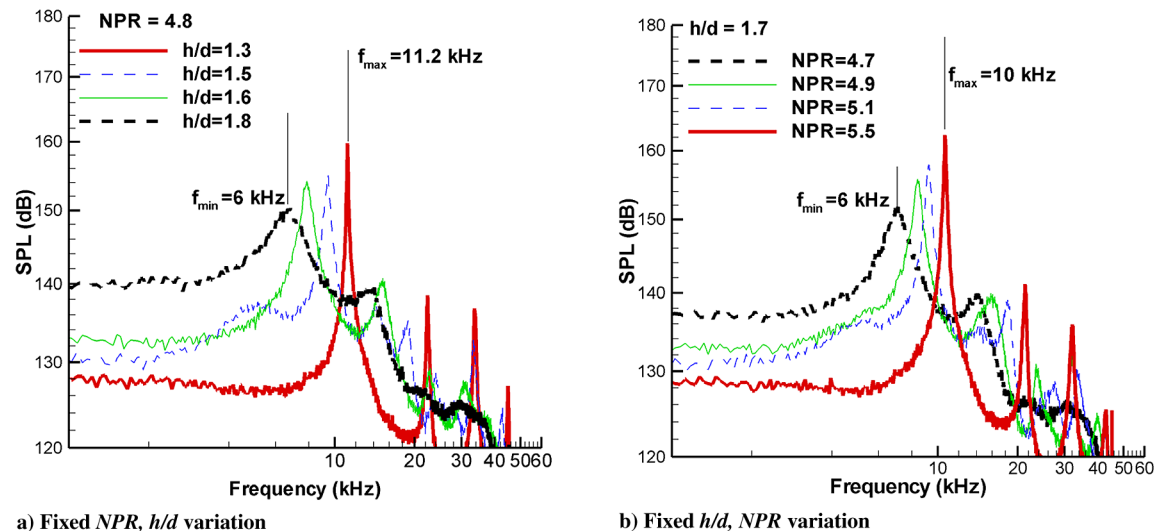 NPR = 4.8
h/d=1.3
h/d=1.5
h/d=1.6
h/d=1.8
fmax=11.2 kHz
fmin=6 kHz
SPL (dB)
180
170
160
150
140
130
120
10
20
30
40
50
60
Frequency (kHz)
a) Fixed NPR, h/d variation
h/d = 1.7
NPR=4.7
NPR=4.9
NPR=5.1
NPR=5.5
fmax=10 kHz
fmin=6 kHz
SPL (dB)
180
170
160
150
140
130
120
10
20
30
40
50
60
Frequency (kHz)
b) Fixed h/d, NPR variation